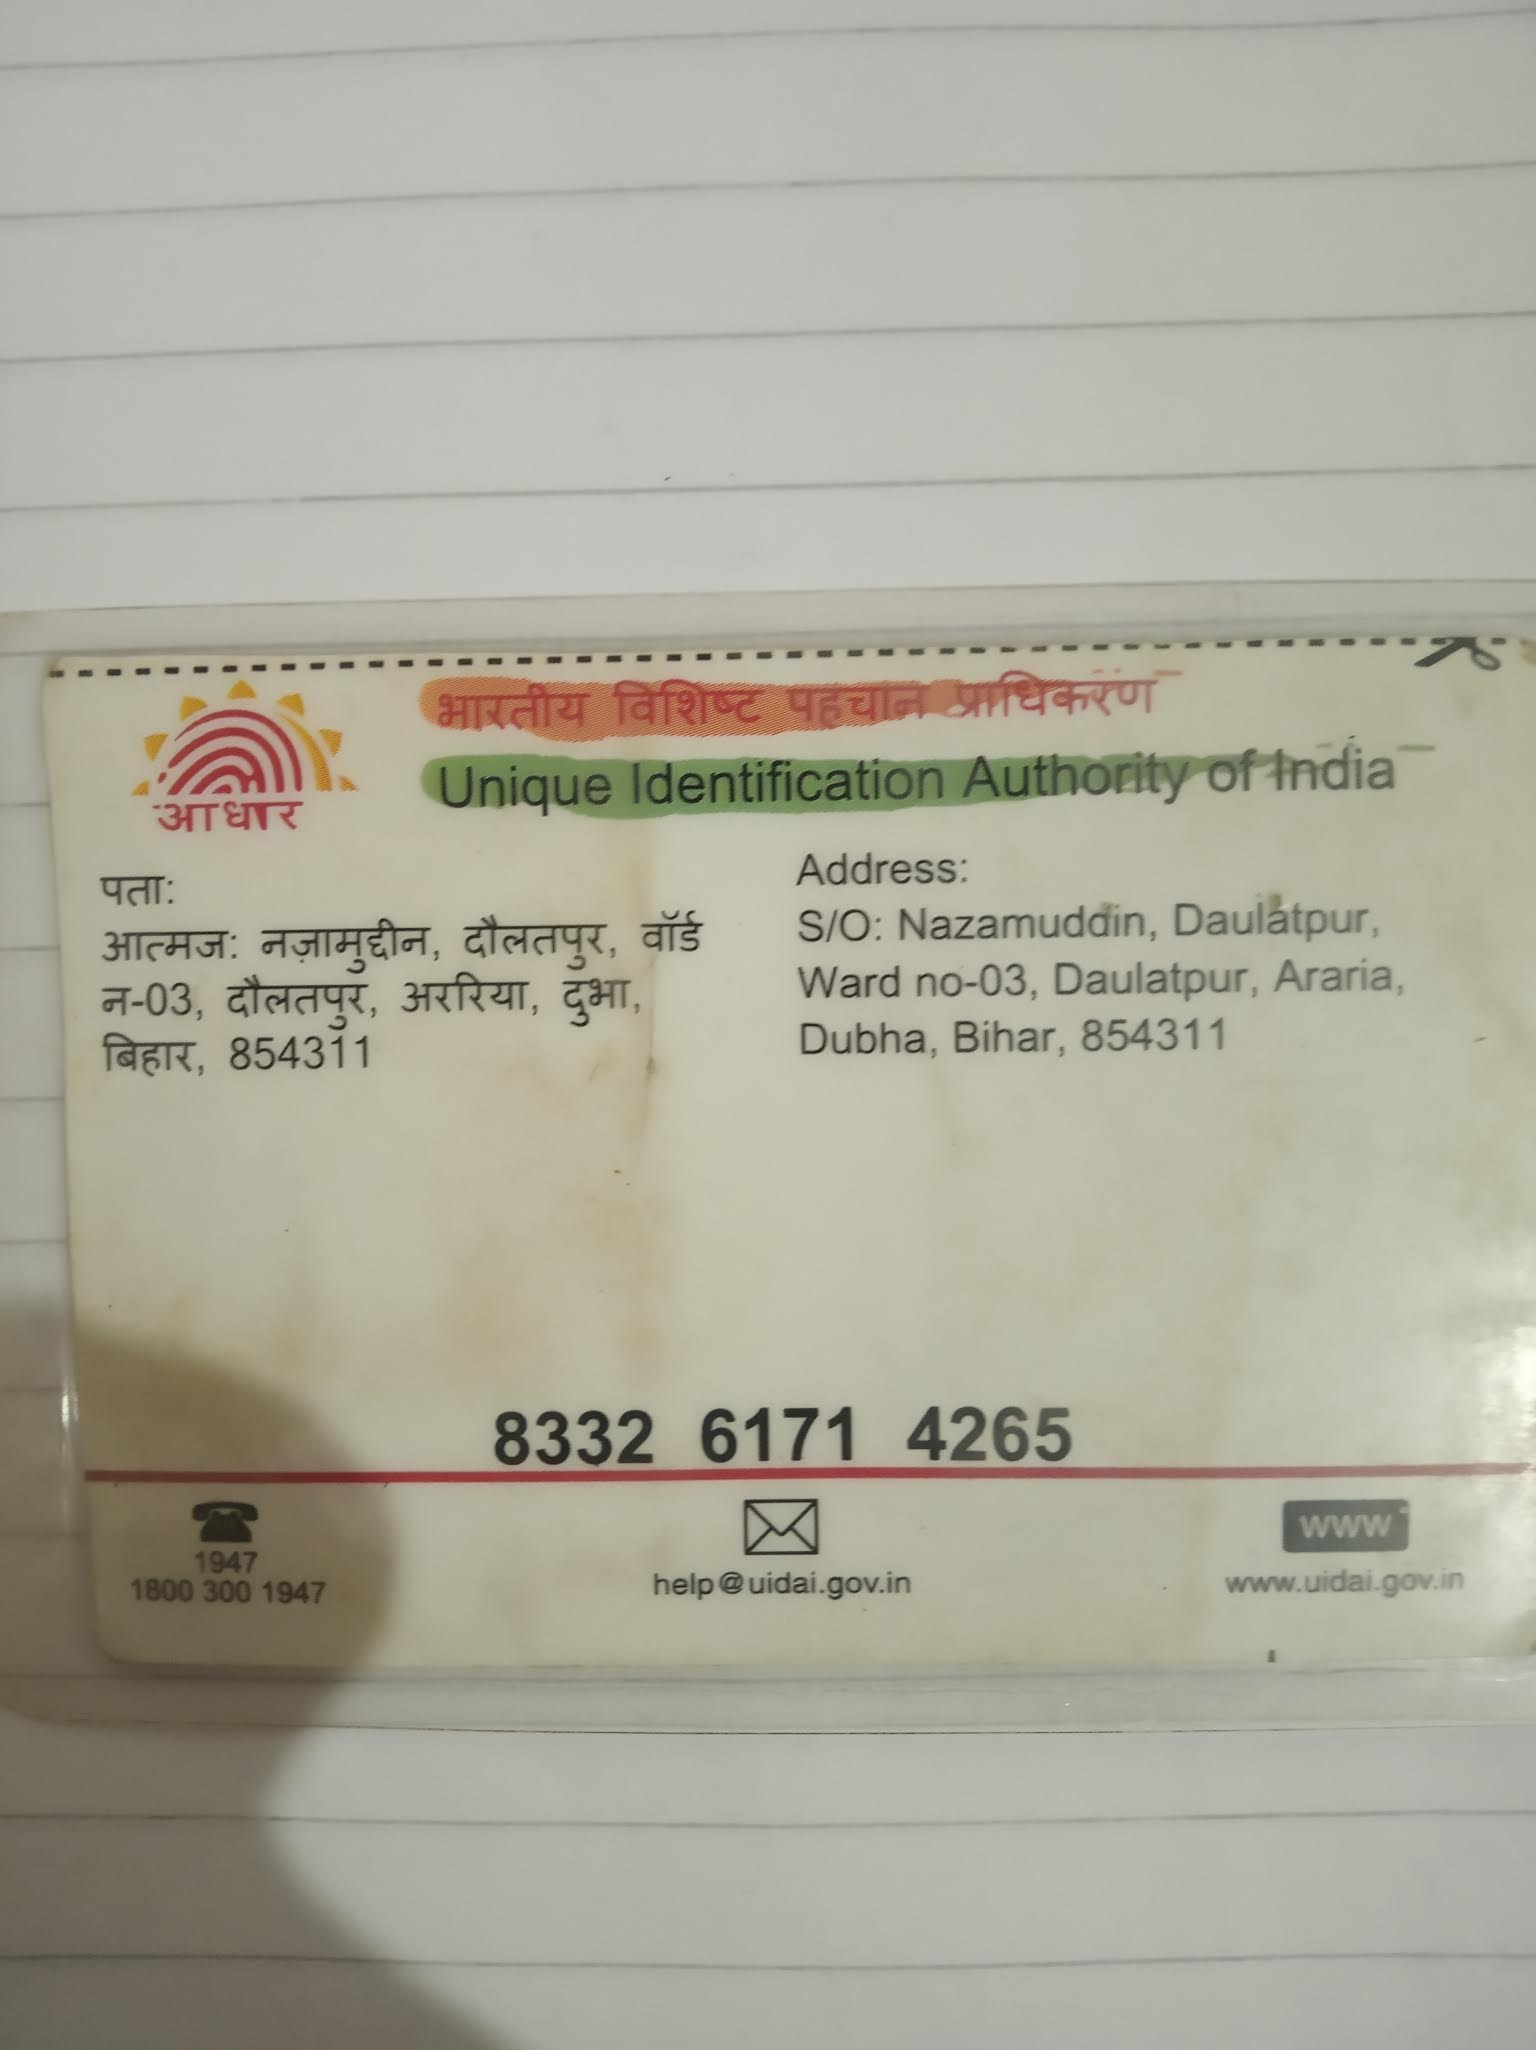 भारतीय विशिष्ट पहचान प्राधिकरण
Unique Identification Authority of India
आधार
पता:
आत्मज: नज़ामुद्दीन, दौलतपुर, वॉर्ड
न-03, दौलतपुर, अररिया, दुभा,
बिहार, 854311
Address:
S/O: Nazamuddin, Daulatpur,
Ward no-03, Daulatpur, Araria,
Dubha, Bihar, 854311
8332 6171 4265
1947
1800 300 1947
help@uidai.gov.in
www
www.uidai.gov.in